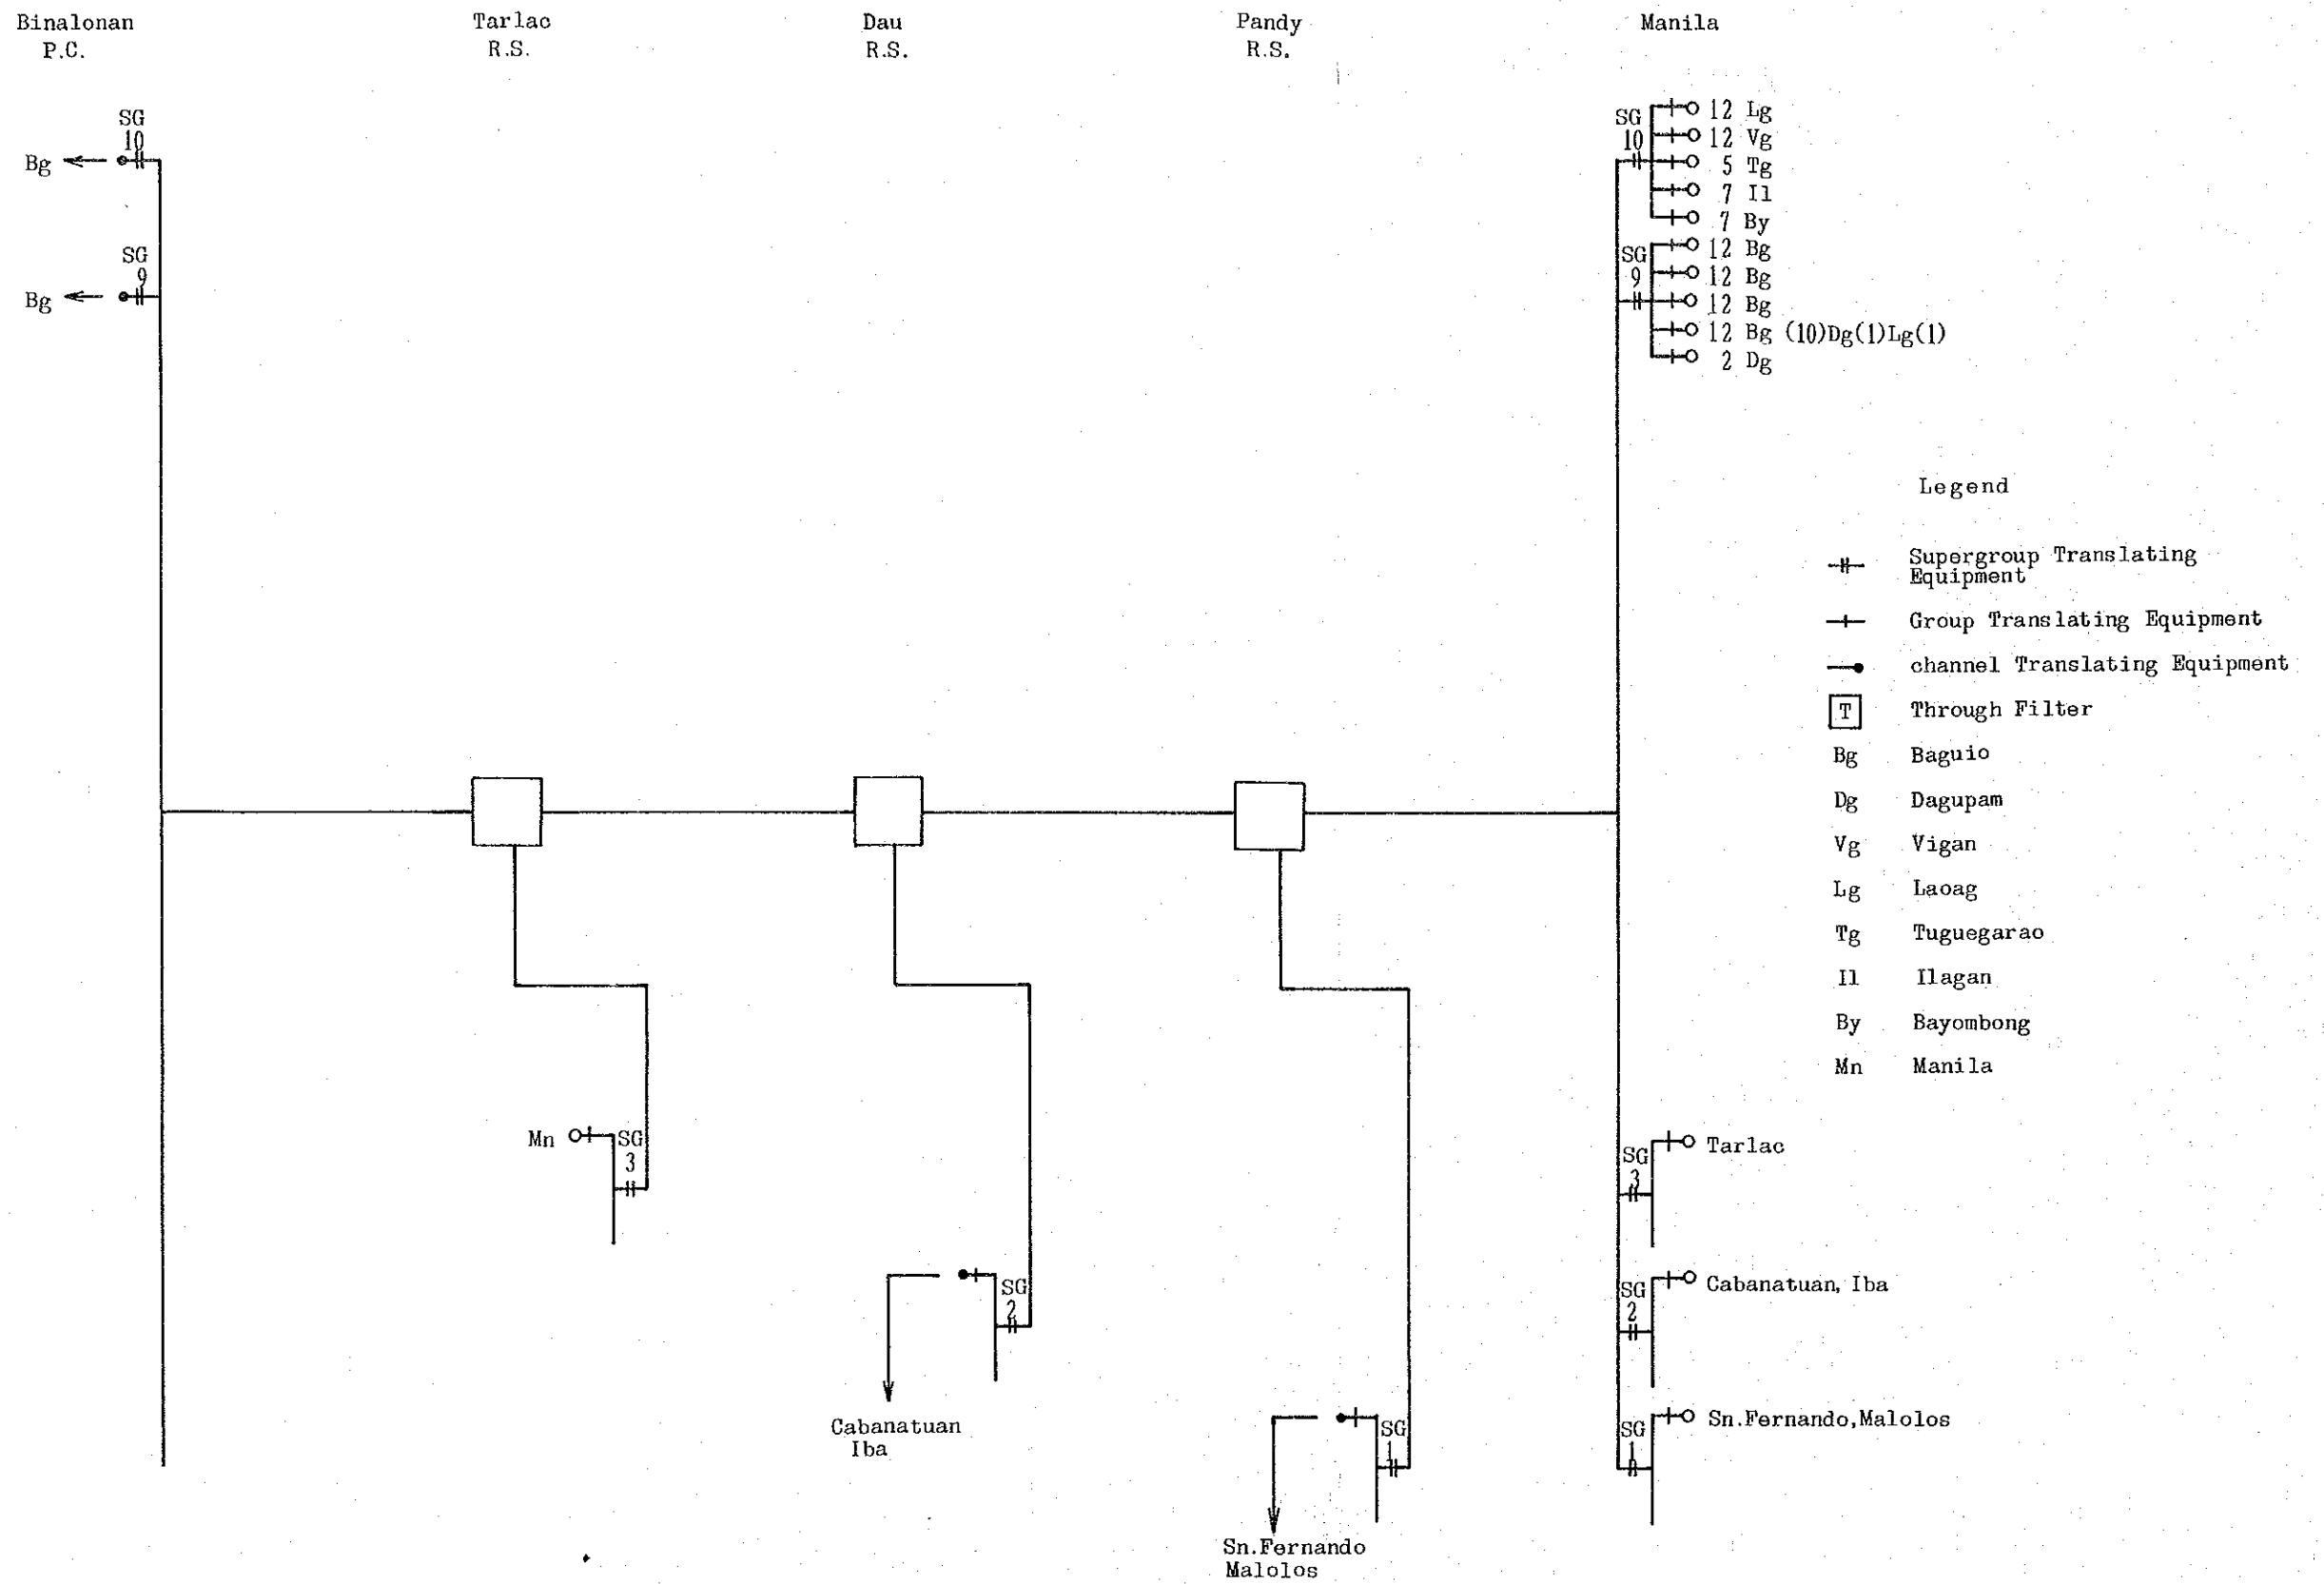 Binalonan
P.C.
Tarlac
R.S.
Dau
R.S.
Pandy
R.S.
Manila
SG
10
Bg
SG
9
Bg
SG
10
12 Lg
12 Vg
5 Tg
7 Il
7 By
SG
9
12 Bg
12 Bg
12 Bg
12 Bg (10)Dg(1)Lg(1)
2 Dg
Legend
Supergroup Translating
Equipment
Group Translating Equipment
channel Translating Equipment
T Through Filter
Bg Baguio
Dg Dagupam
Vg Vigan
Lg Laoag
Tg Tuguegarao
Il Ilagan
By Bayombong
Mn Manila
Mn
SG
3
SG
3
Tarlac
SG
2
Cabanatuan
Iba
SG
2
Cabanatuan, Iba
SG
1
Sn.Fernando
Malolos
SG
1
Sn.Fernando,Malolos